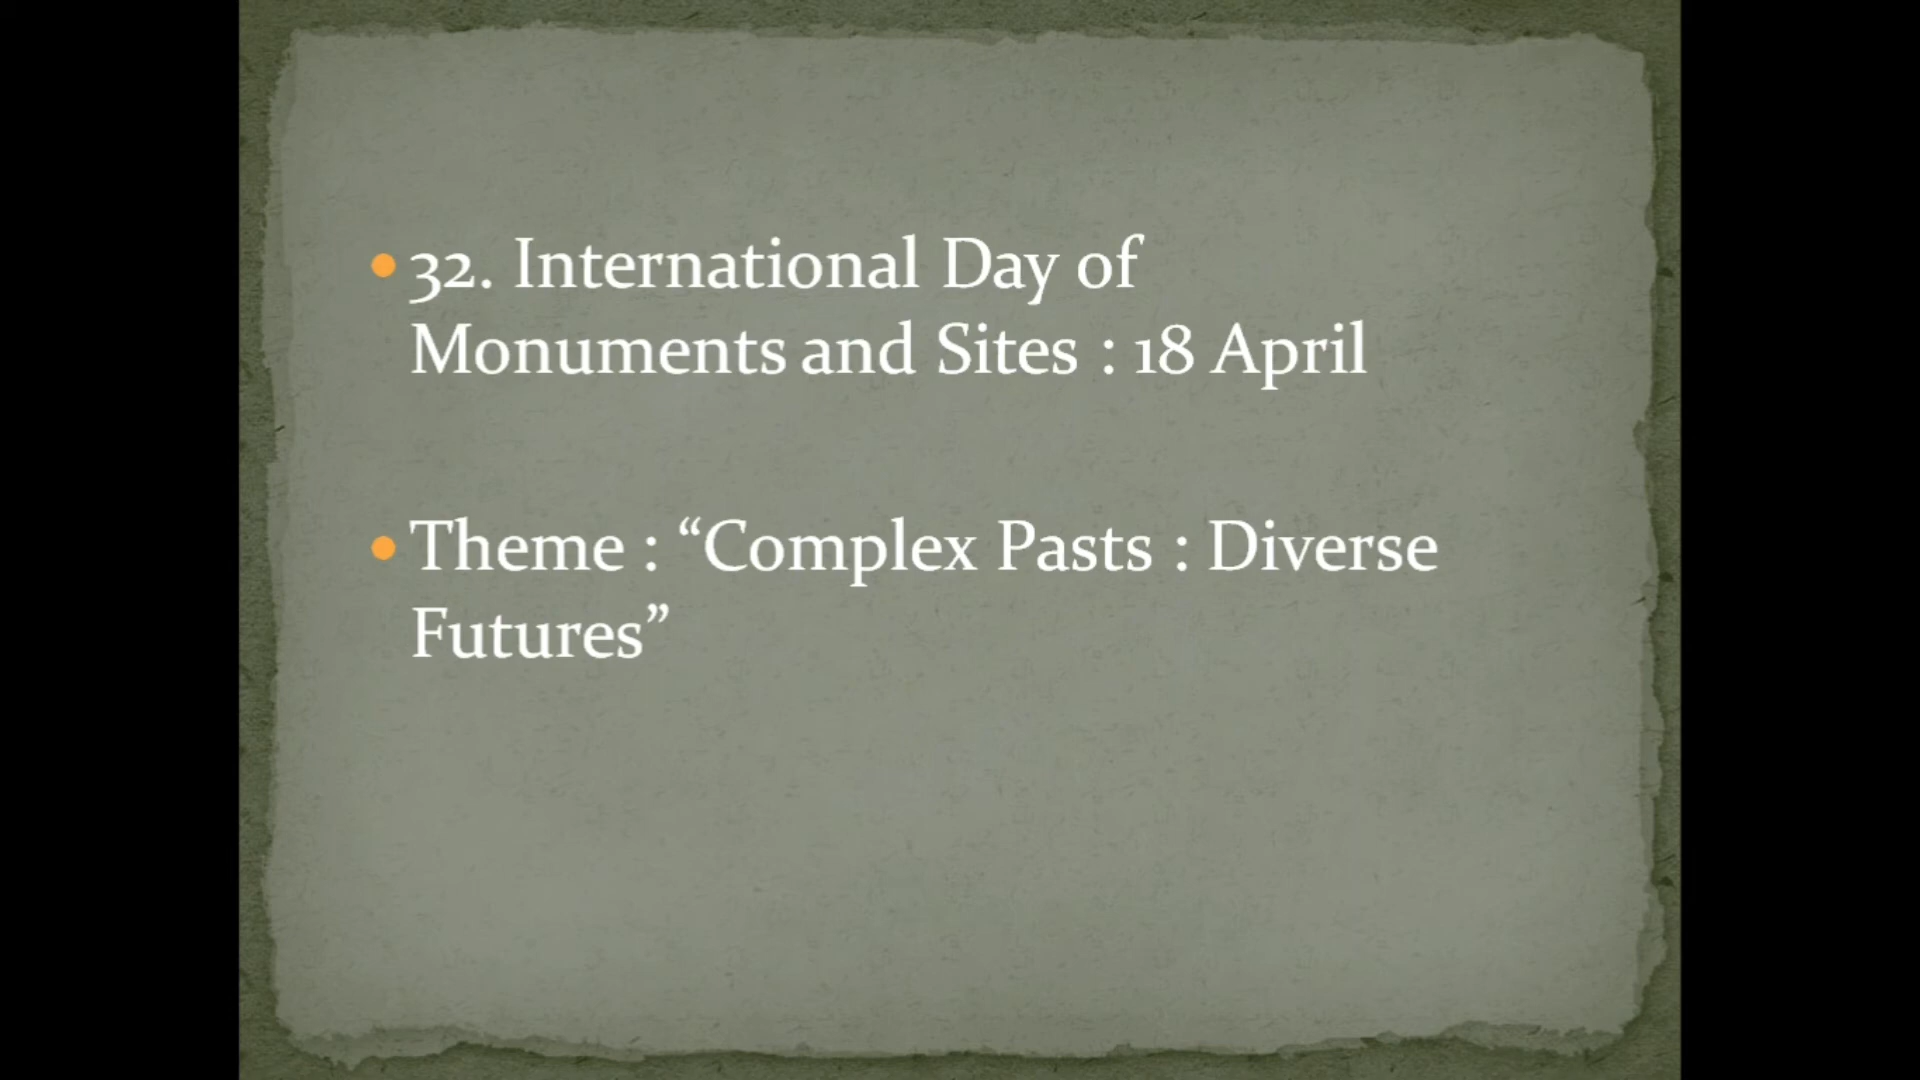 • 32. International Day of
Monuments and Sites : 18 April
• Theme : “Complex Pasts : Diverse
Futures”